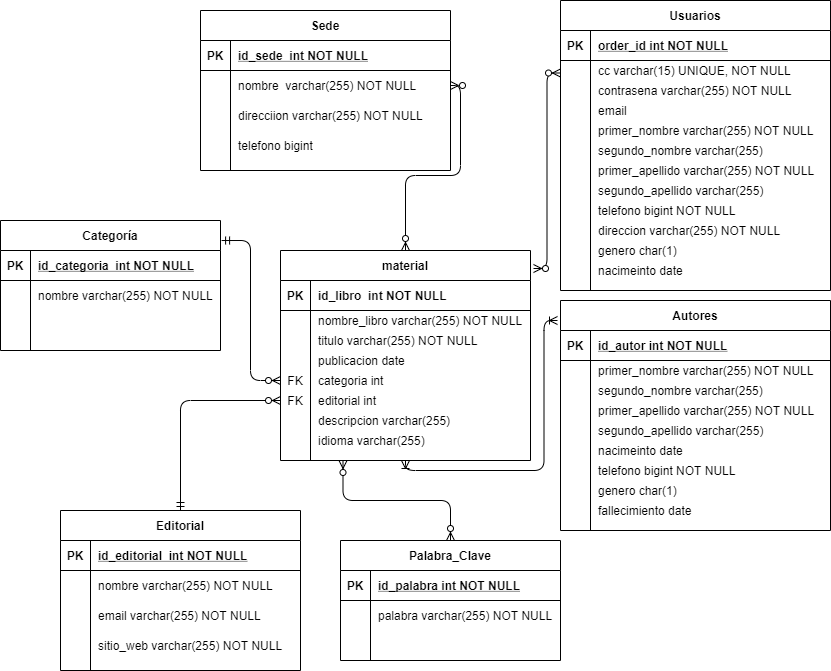 Sede
PK id_sede int NOT NULL
nombre varchar(255) NOT NULL
direcciion varchar(255) NOT NULL
telefono bigint
Usuarios
PK order_id int NOT NULL
cc varchar(15) UNIQUE, NOT NULL
contrasena varchar(255) NOT NULL
email
primer_nombre varchar(255) NOT NULL
segundo_nombre varchar(255)
primer_apellido varchar(255) NOT NULL
segundo_apellido varchar(255)
telefono bigint NOT NULL
direccion varchar(255) NOT NULL
genero char(1)
nacimeinto date
Categoría
PK id_categoria int NOT NULL
nombre varchar(255) NOT NULL
material
PK id_libro int NOT NULL
nombre_libro varchar(255) NOT NULL
titulo varchar(255) NOT NULL
publicacion date
FK categoria int
FK editorial int
descripcion varchar(255)
idioma varchar(255)
Autores
PK id_autor int NOT NULL
primer_nombre varchar(255) NOT NULL
segundo_nombre varchar(255)
primer_apellido varchar(255) NOT NULL
segundo_apellido varchar(255)
nacimeinto date
telefono bigint NOT NULL
genero char(1)
fallecimiento date
Editorial
PK id_editorial int NOT NULL
nombre varchar(255) NOT NULL
email varchar(255) NOT NULL
sitio_web varchar(255) NOT NULL
Palabra_Clave
PK id_palabra int NOT NULL
palabra varchar(255) NOT NULL